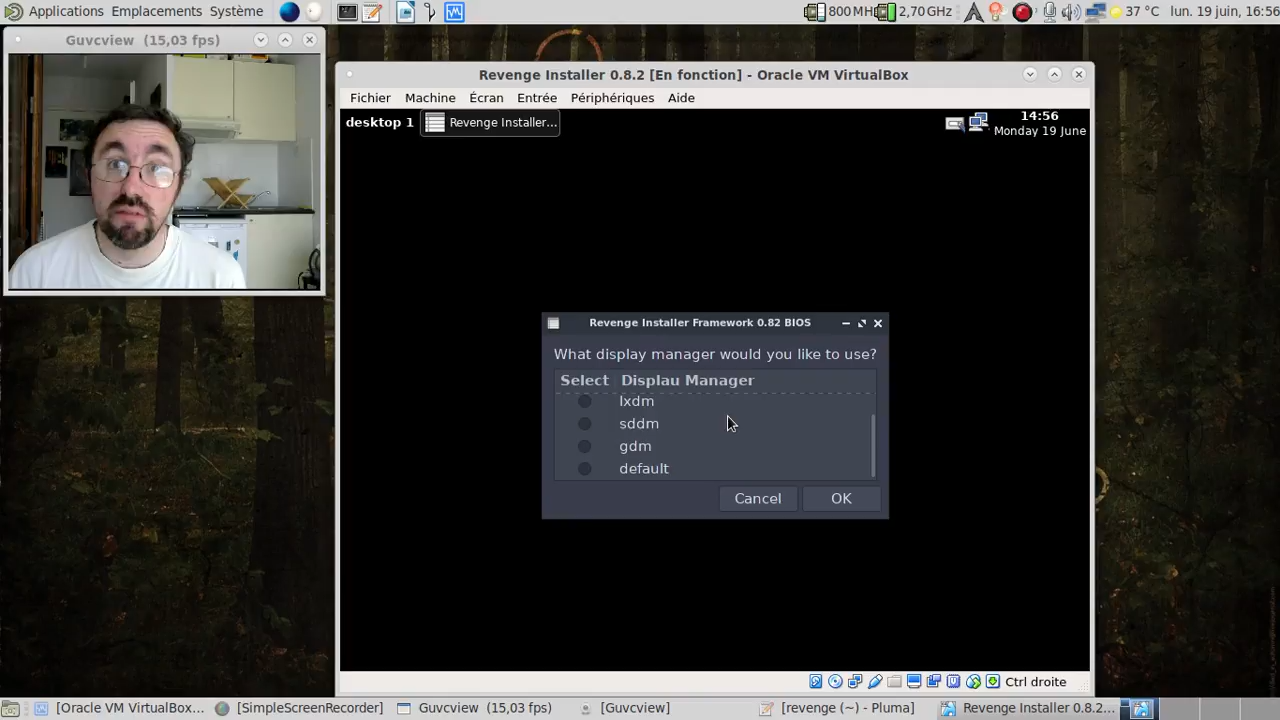 Applications Emplacements Système 800 MHz 2,70 GHz 37 °C lun. 19 juin, 16:56
Guvcview (15,03 fps)
Revenge Installer 0.8.2 [En fonction] - Oracle VM VirtualBox
Fichier Machine Écran Entrée Périphériques Aide
desktop 1 Revenge Installer... 14:56
Monday 19 June
Revenge Installer Framework 0.82 BIOS
What display manager would you like to use?
Select Displau Manager
lxdm
sddm
gdm
default
Cancel OK
Ctrl droite
[Oracle VM VirtualBox... [SimpleScreenRecorder] Guvcview (15,03 fps) [Guvcview] [revenge (~) - Pluma] Revenge Installer 0.8.2...